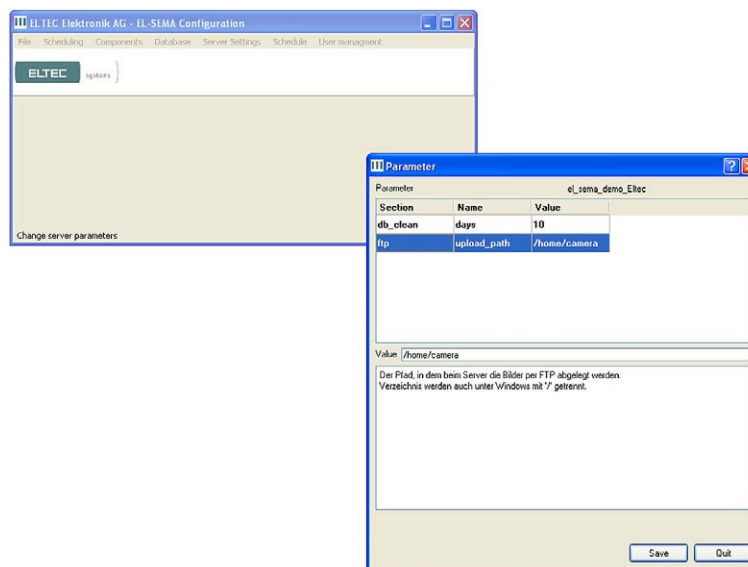 ELTEC Elektronik AG - EL-SEMA Configuration
File Scheduling Components Database Server Settings Schedule User managment
ELTEC systems
Change server parameters
Parameter
Parameter el_sema_demo_Eltec
Section Name Value
db_clean days 10
ftp upload_path /home/camera
Value /home/camera
Der Pfad, in dem beim Server die Bilder per FTP abgelegt werden.
Verzeichnis werden auch unter Windows mit '/' getrennt.
Save Quit